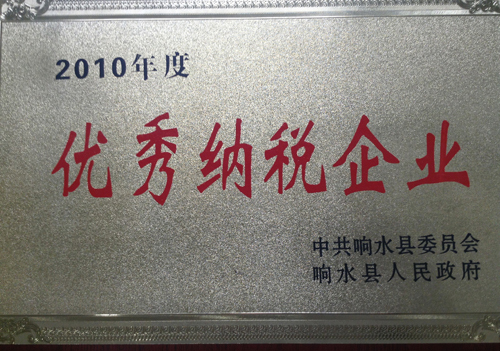 2010年度
优秀纳税企业
中共响水县委员会
响水县人民政府